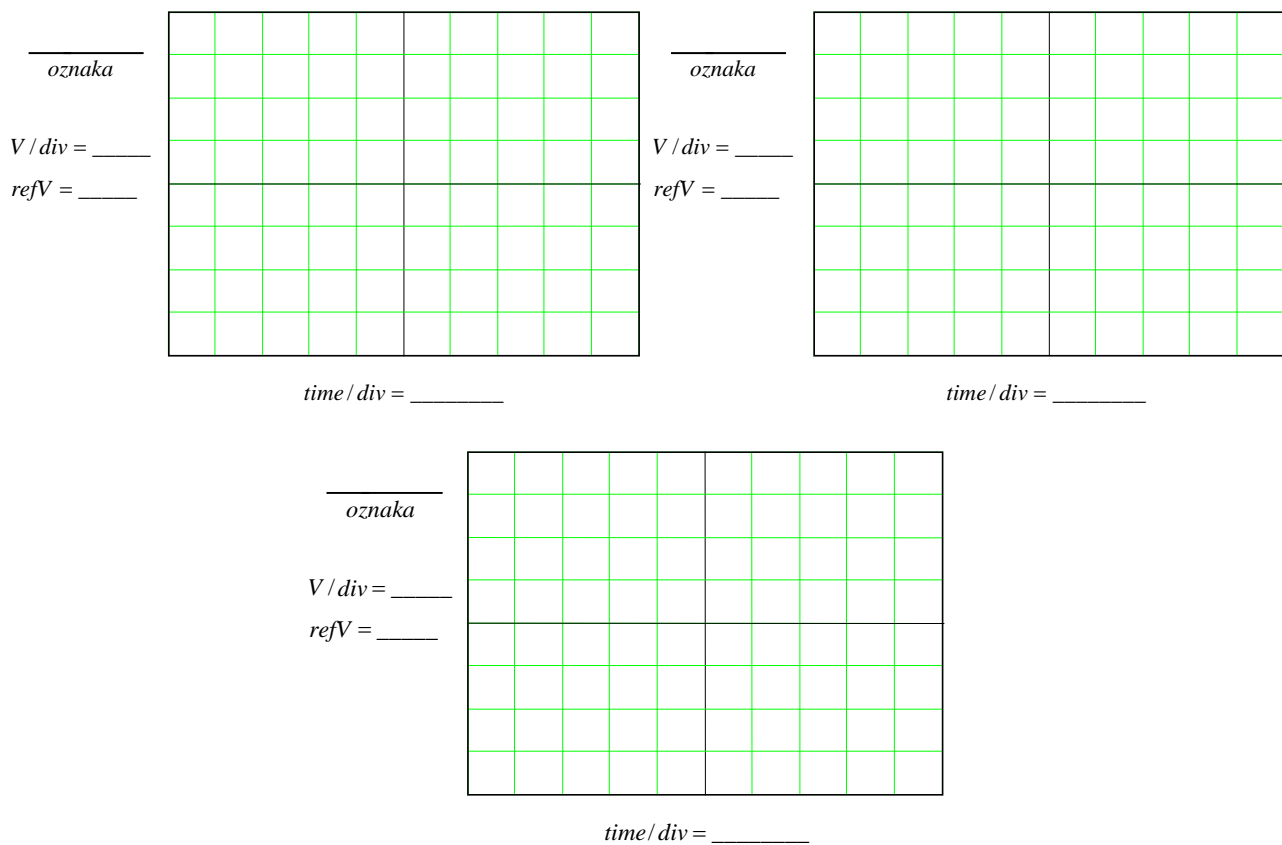 oznaka
V / div = _____
refV = _____
time / div = ________
oznaka
V / div = _____
refV = _____
time / div = ________
oznaka
V / div = _____
refV = _____
time / div = ________